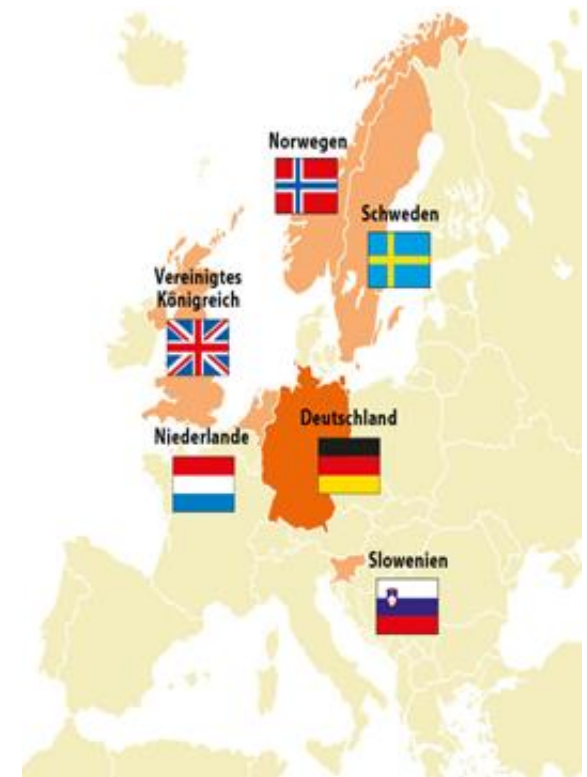 Norwegen
Schweden
Vereinigtes
Königreich
Deutschland
Niederlande
Slowenien